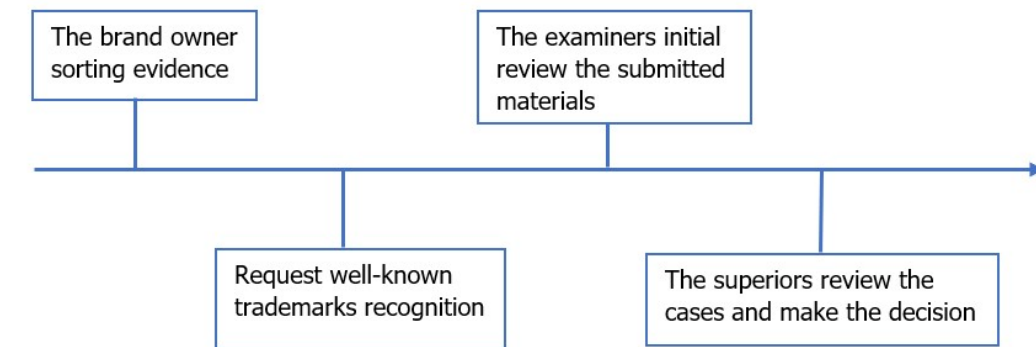 The brand owner
sorting evidence
The examiners initial
review the submitted
materials
Request well-known
trademarks recognition
The superiors review the
cases and make the decision